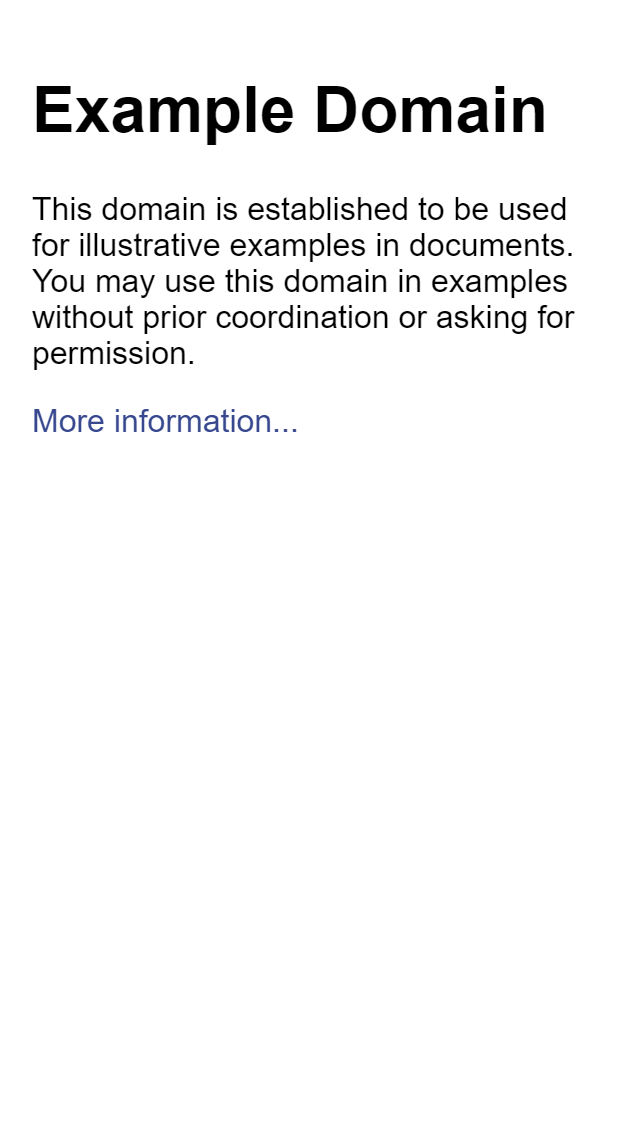 Example Domain
This domain is established to be used
for illustrative examples in documents.
You may use this domain in examples
without prior coordination or asking for
permission.
More information...